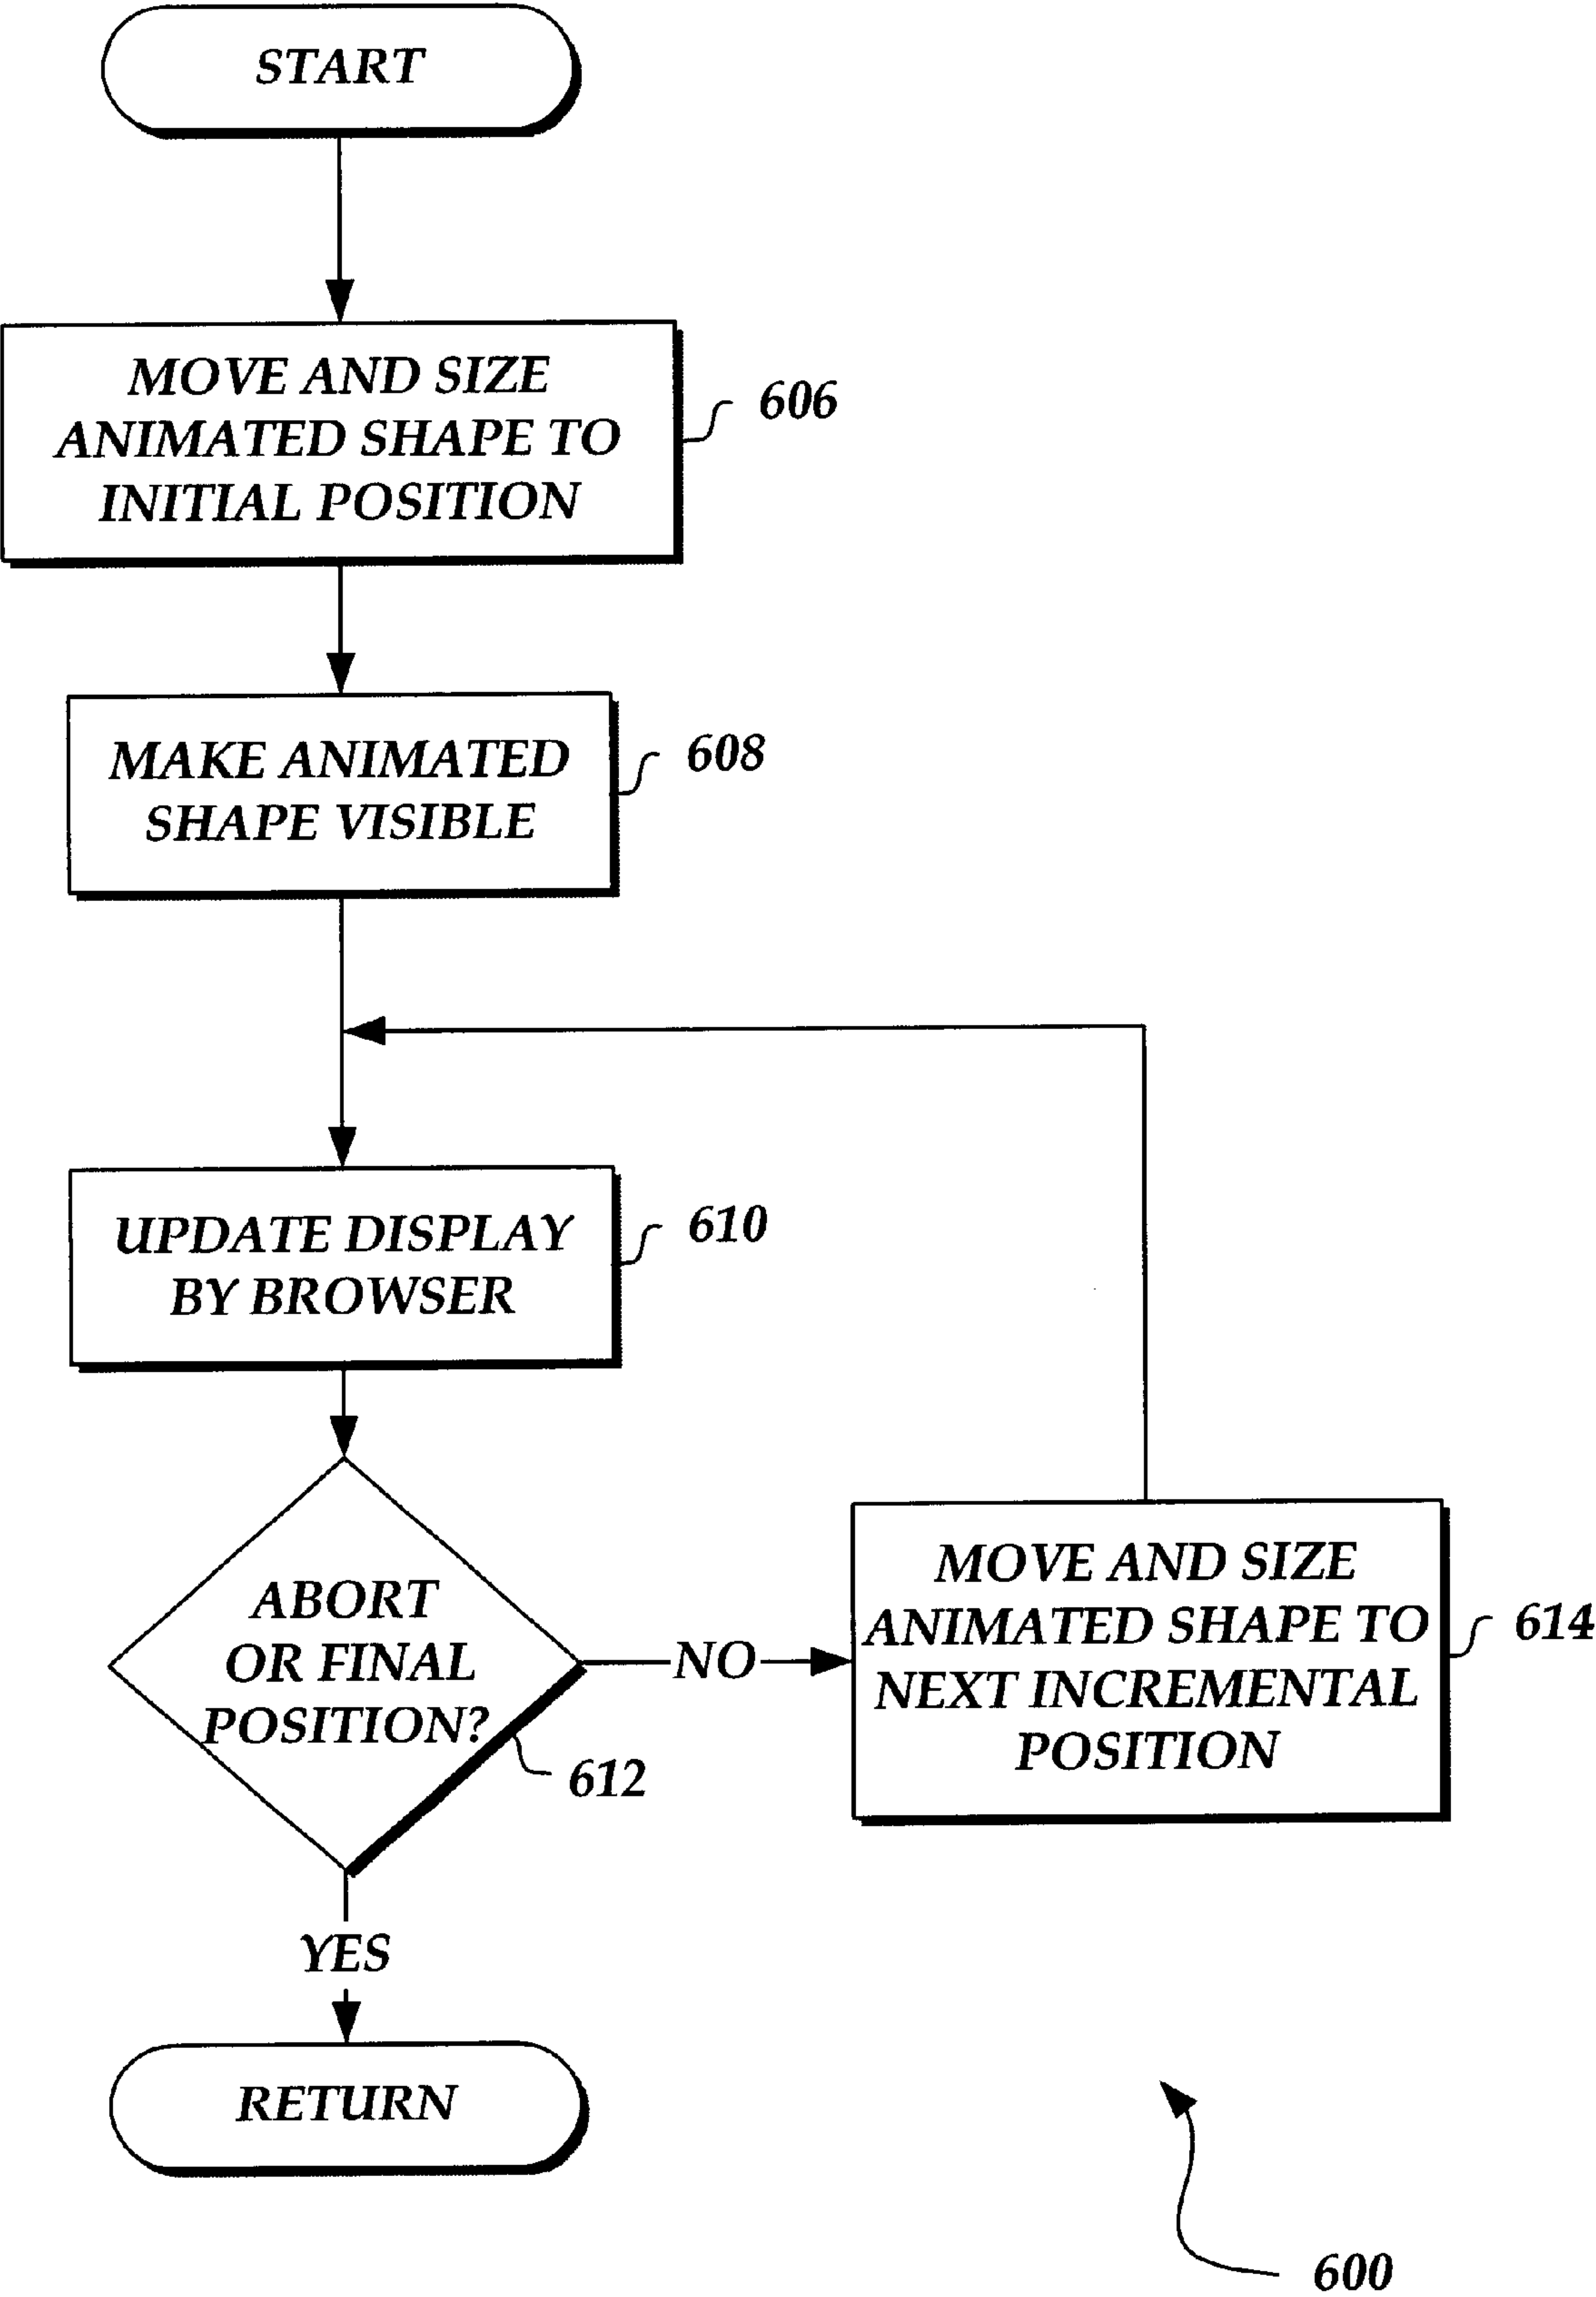 START
MOVE AND SIZE
ANIMATED SHAPE TO
INITIAL POSITION
606
MAKE ANIMATED
SHAPE VISIBLE
608
UPDATE DISPLAY
BY BROWSER
610
ABORT
OR FINAL
POSITION?
612
NO
MOVE AND SIZE
ANIMATED SHAPE TO
NEXT INCREMENTAL
POSITION
614
YES
RETURN
600